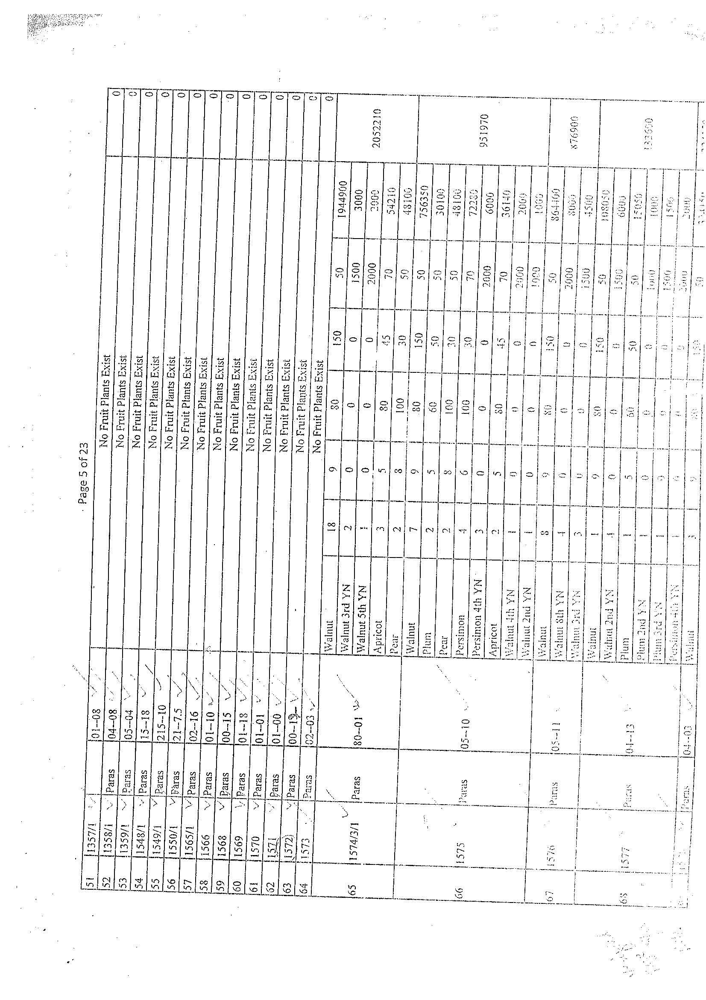 Page 5 of 23
51 1357/1 01--08 No Fruit Plants Exist 0
52 1358/1 Paras 04--08 No Fruit Plants Exist 0
53 1359/1 Paras 05--04 No Fruit Plants Exist 0
54 1548/1 Paras 15--18 No Fruit Plants Exist 0
55 1549/1 Paras 215--10 No Fruit Plants Exist 0
56 1550/1 Paras 21--7.5 No Fruit Plants Exist 0
57 1565/1 Paras 02--16 No Fruit Plants Exist 0
58 1566 Paras 01--10 No Fruit Plants Exist 0
59 1568 Paras 00--15 No Fruit Plants Exist 0
60 1569 Paras 01--18 No Fruit Plants Exist 0
61 1570 Paras 01--01 No Fruit Plants Exist 0
62 1571 Paras 01--00 No Fruit Plants Exist 0
63 1572 Paras 00--19 No Fruit Plants Exist 0
64 1573 Paras 02--03 No Fruit Plants Exist 0
65 1574/3/1 Paras 80--01 Walnut 18 9 80 150 50 1944900 2052210
Walnut 3rd YN 2 0 0 0 1500 3000
Walnut 5th YN 1 0 0 0 2000 2000
Apricot 3 5 80 45 70 54210
Pear 2 8 100 30 50 48100
66 1575 Paras 05--10 Walnut 7 9 80 150 50 756350 951970
Plum 2 5 60 50 50 30100
Pear 2 8 100 30 50 48100
Persimon 4 6 100 30 70 72280
Persimon 4th YN 3 0 0 0 2000 6000
Apricot 2 5 80 45 70 36140
Walnut 4th YN 1 0 0 0 2000 2000
Walnut 2nd YN 1 0 0 0 1000 1000
67 1576 Paras 05--11 Walnut 8 9 80 150 50 864400 876900
Walnut 8th YN 4 0 0 0 2000 8000
Walnut 3rd YN 3 0 0 0 1500 4500
68 1577 Paras 04--13 Walnut 1 9 80 150 50 108050 133600
Walnut 2nd YN 4 0 0 0 1500 6000
Plum 1 5 60 50 50 15050
Plum 2nd YN 1 0 0 0 1000 1000
Plum 3rd YN 1 0 0 0 1500 1500
Persimon 4th YN 1 0 0 0 2000 2000
Paras 04--03 Walnut 3 9 80 150 50